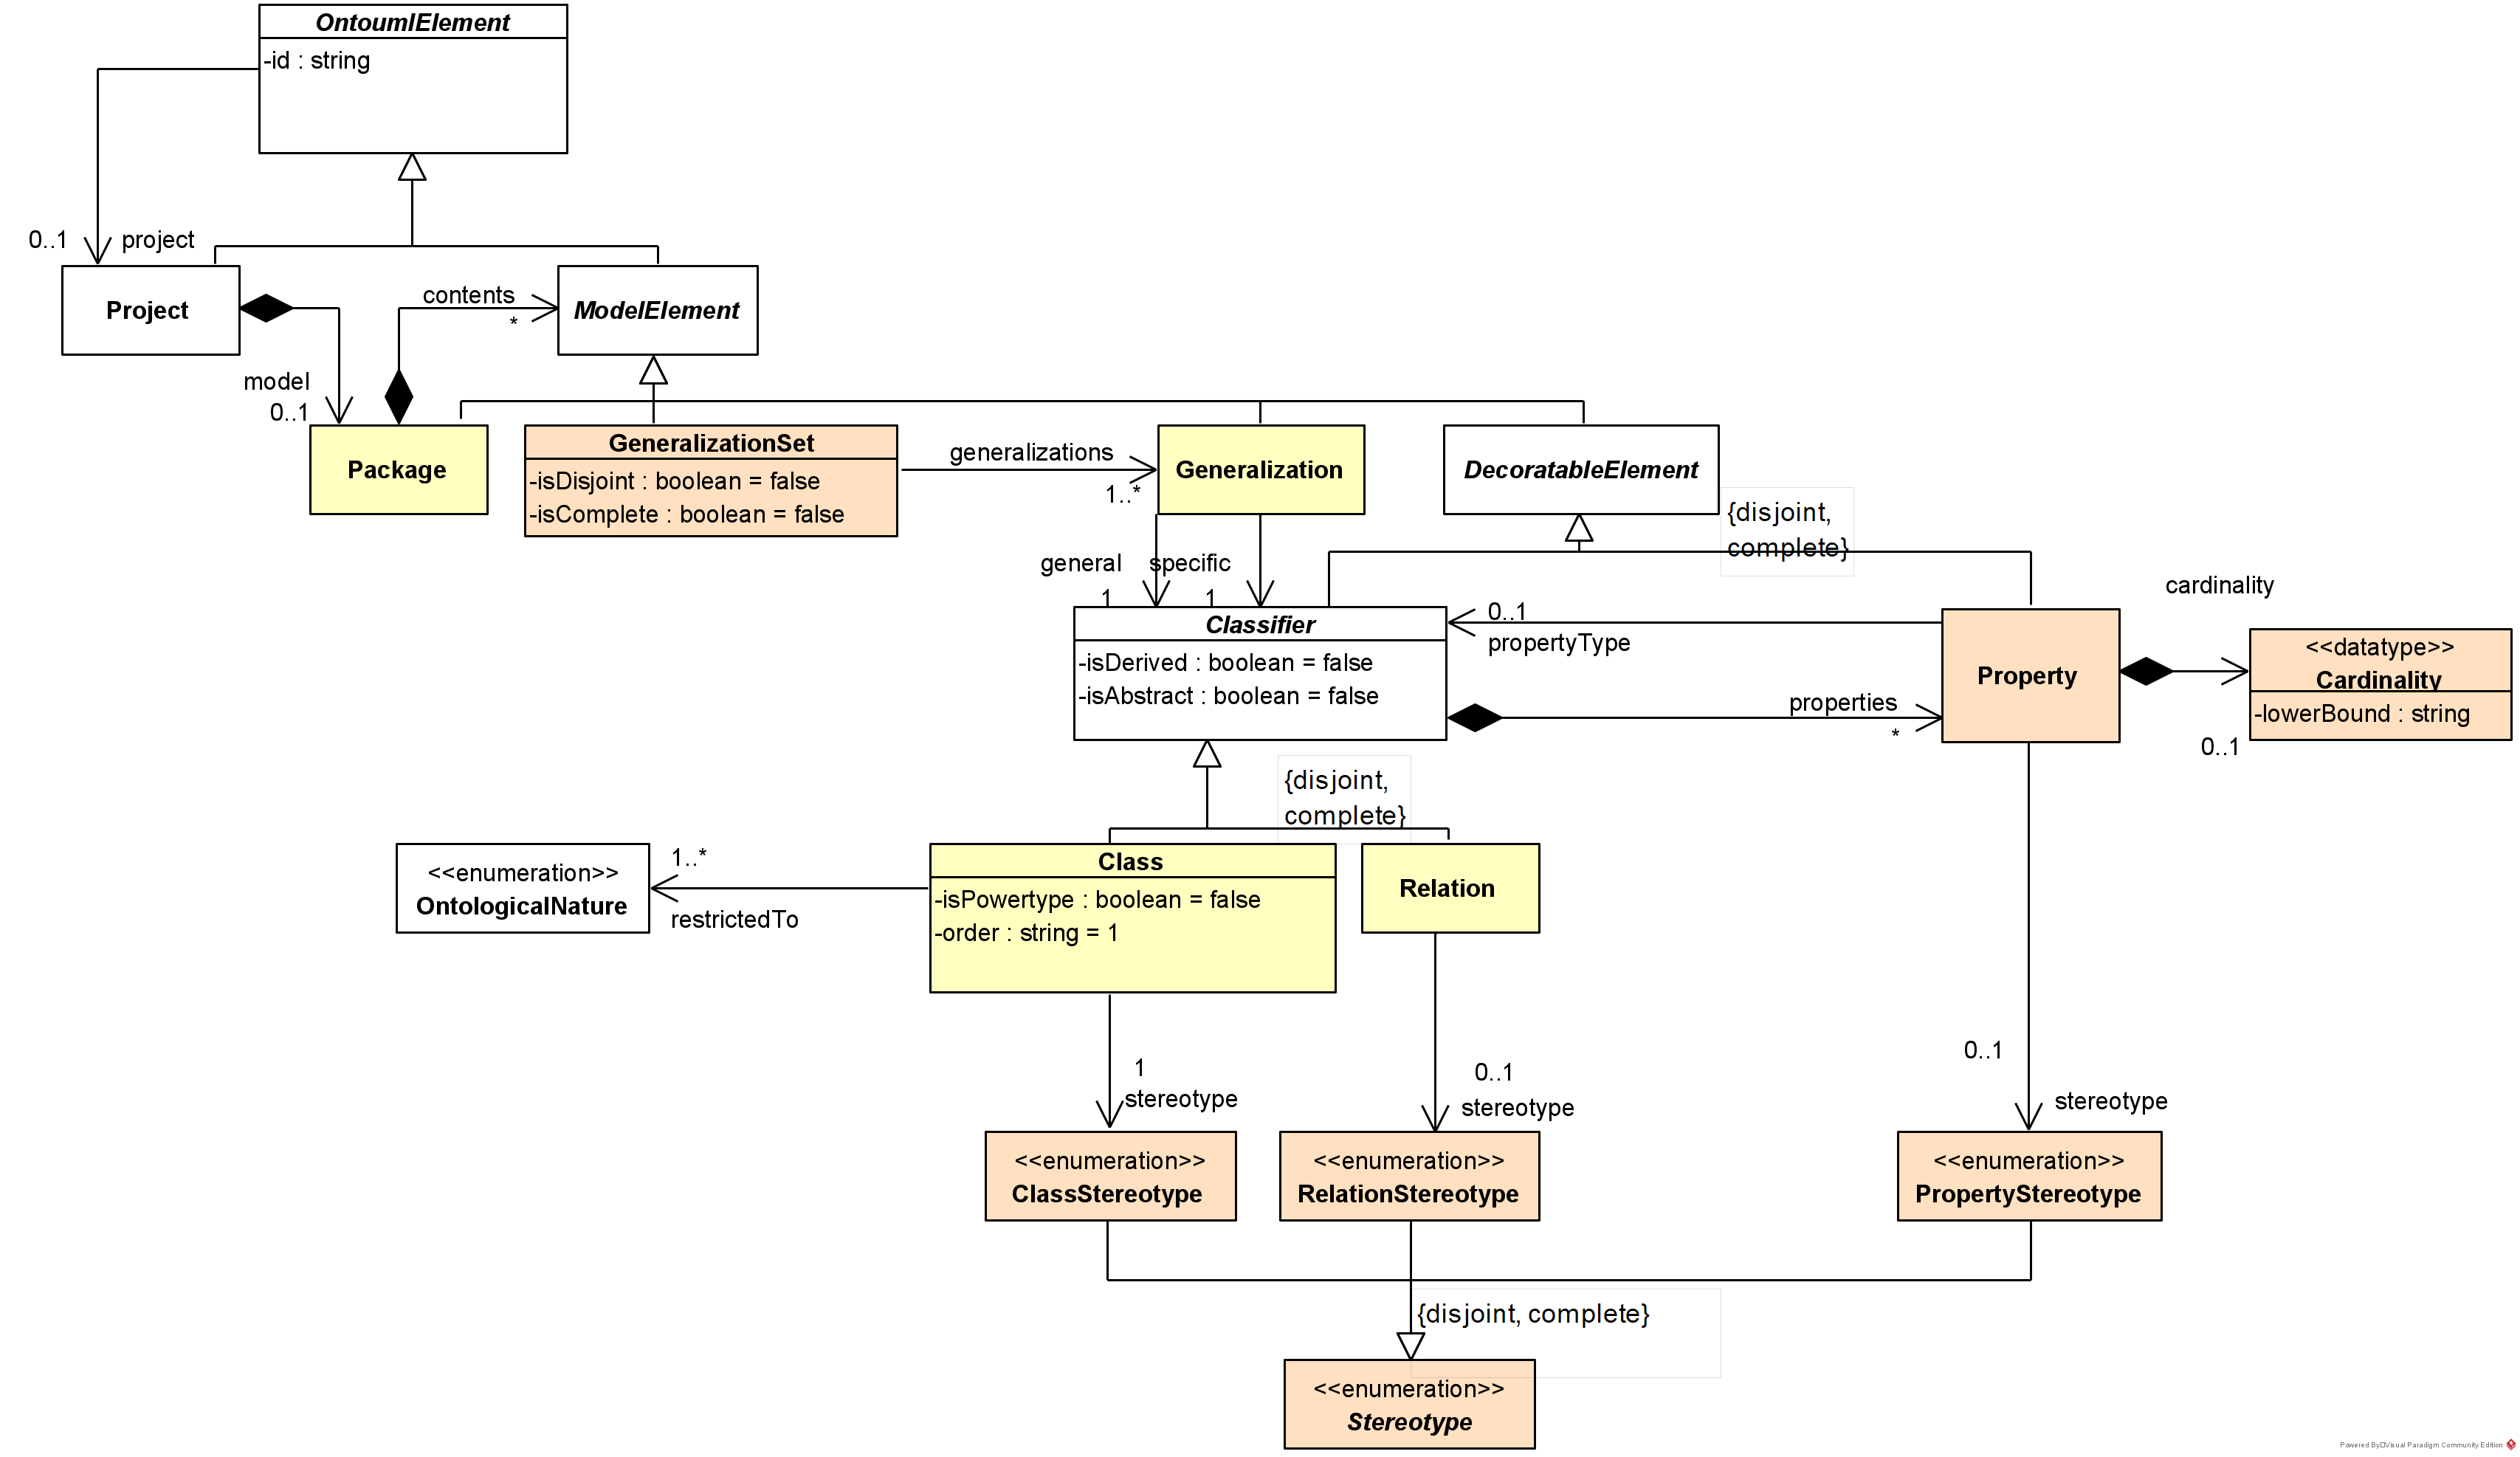 OntoumlElement
-id : string
0..1
project
Project
contents
*
ModelElement
model
0..1
Package
GeneralizationSet
-isDisjoint : boolean = false
-isComplete : boolean = false
generalizations
1..*
Generalization
DecoratableElement
{disjoint,
complete}
general
specific
1
1
Classifier
-isDerived : boolean = false
-isAbstract : boolean = false
0..1
propertyType
properties
*
Property
cardinality
0..1
<<datatype>>
Cardinality
-lowerBound : string
{disjoint,
complete}
<<enumeration>>
OntologicalNature
1..*
restrictedTo
Class
-isPowertype : boolean = false
-order : string = 1
Relation
1
stereotype
0..1
stereotype
0..1
stereotype
<<enumeration>>
ClassStereotype
<<enumeration>>
RelationStereotype
<<enumeration>>
PropertyStereotype
{disjoint, complete}
<<enumeration>>
Stereotype
Powered By Visual Paradigm Community Edition